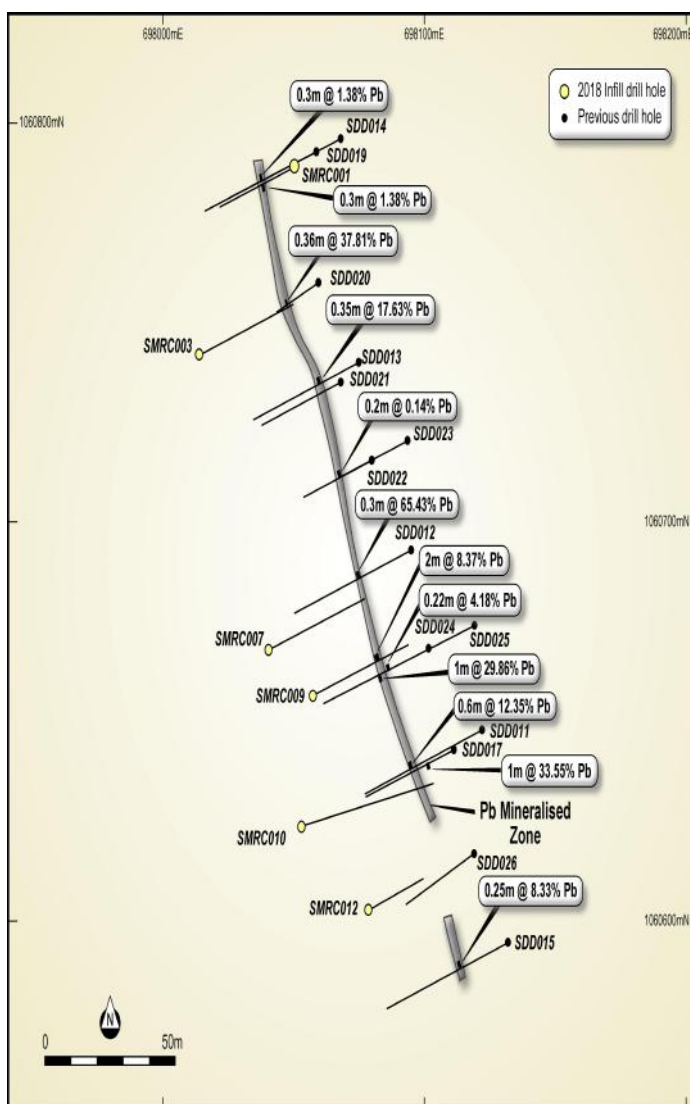 698000mE
698100mE
698200mE
0.3m @ 1.38% Pb
2018 Infill drill hole
Previous drill hole
1060800mN
SDD014
SDD019
SMRC001
0.3m @ 1.38% Pb
0.36m @ 37.81% Pb
SDD020
0.35m @ 17.63% Pb
SMRC003
SDD013
SDD021
0.2m @ 0.14% Pb
SDD023
SDD022
0.3m @ 65.43% Pb
1060700mN
SDD012
2m @ 8.37% Pb
0.22m @ 4.18% Pb
SDD024
SDD025
SMRC007
1m @ 29.86% Pb
SMRC009
0.6m @ 12.35% Pb
SDD011
SDD017
1m @ 33.55% Pb
Pb Mineralised
Zone
SMRC010
SDD026
0.25m @ 8.33% Pb
SMRC012
1060600mN
SDD015
N
0
50m